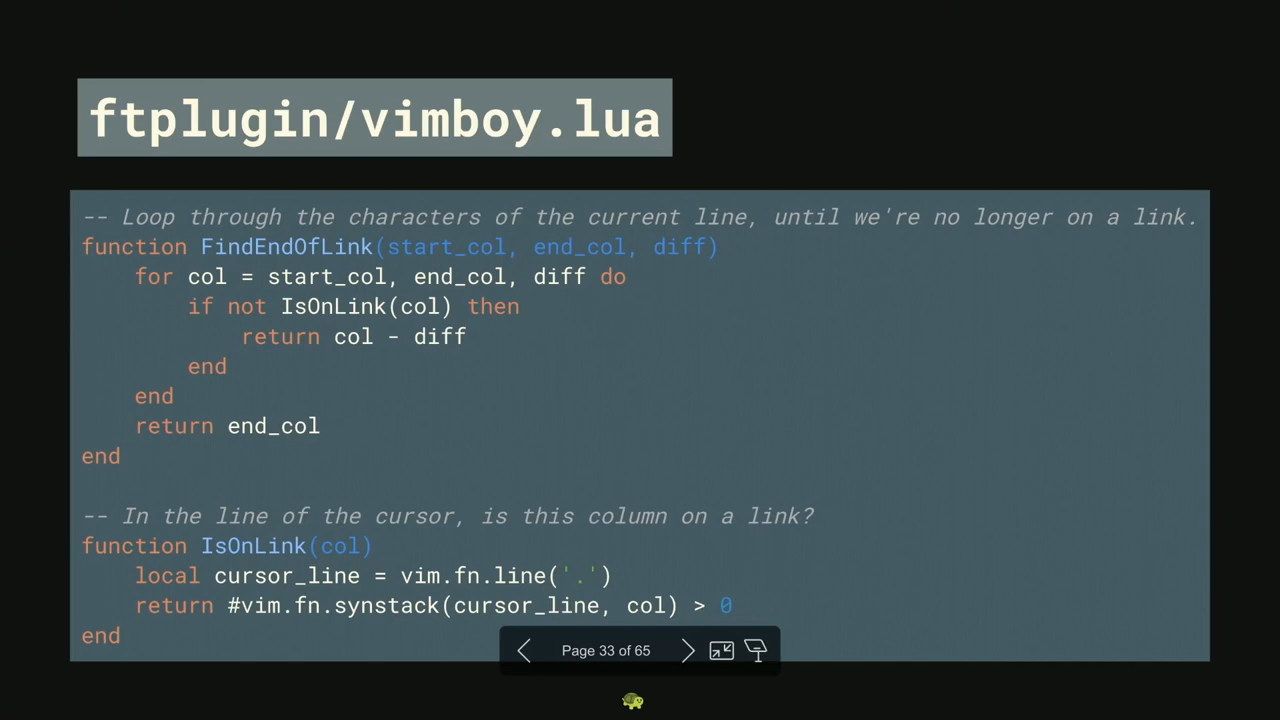 ftplugin/vimboy.lua
-- Loop through the characters of the current line, until we're no longer on a link.
function FindEndOfLink(start_col, end_col, diff)
    for col = start_col, end_col, diff do
        if not IsOnLink(col) then
            return col - diff
        end
    end
    return end_col
end
-- In the line of the cursor, is this column on a link?
function IsOnLink(col)
    local cursor_line = vim.fn.line('.')
    return #vim.fn.synstack(cursor_line, col) > 0
end
Page 33 of 65